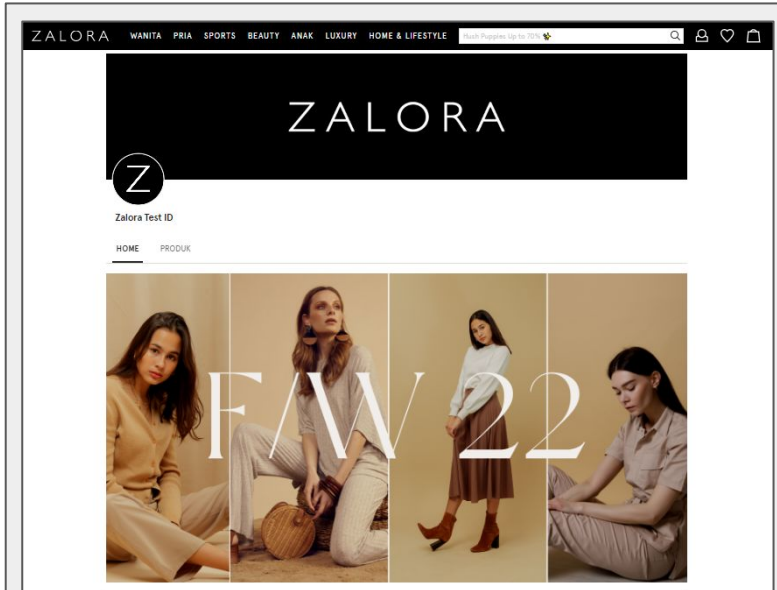 ZALORA WANITA PRIA SPORTS BEAUTY ANAK LUXURY HOME & LIFESTYLE Hush Puppies Up to 70%
ZALORA
Z
Zalora Test ID
HOME PRODUK
F/W 22